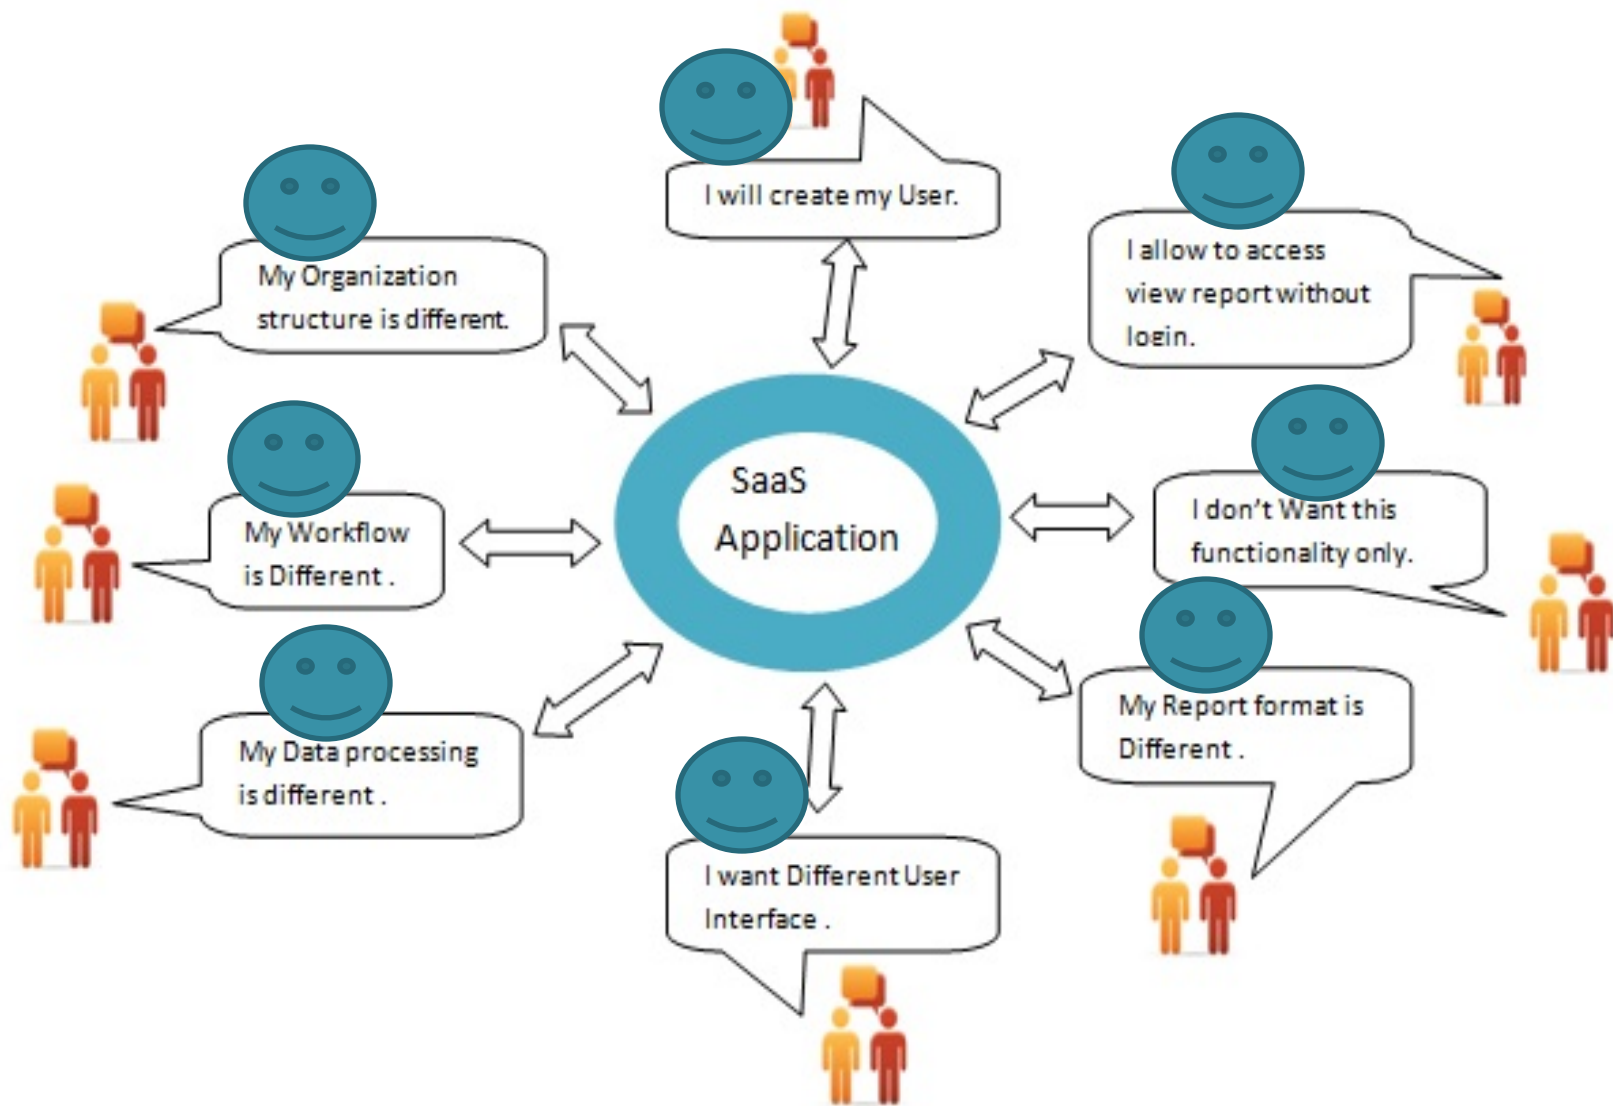 I will create my User.
My Organization
structure is different.
I allow to access
view report without
login.
My Workflow
is Different .
SaaS
Application
I don't Want this
functionality only.
My Data processing
is different .
My Report format is
Different .
I want Different User
Interface .